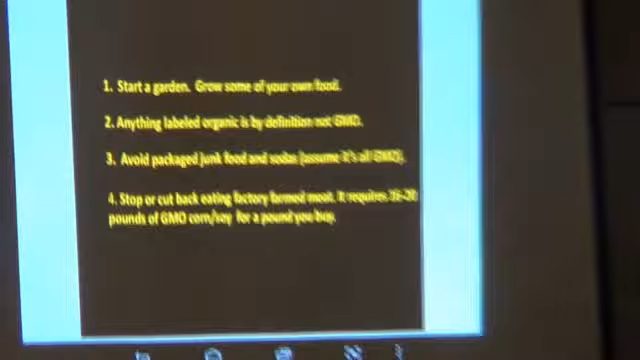 1. Start a garden. Grow some of your own food.
2. Anything labeled organic is by definition not GMO.
3. Avoid packaged junk food and sodas (assume it's all GMO).
4. Stop or cut back eating factory farmed meat. It requires 16-20
pounds of GMO corn/soy for a pound you buy.